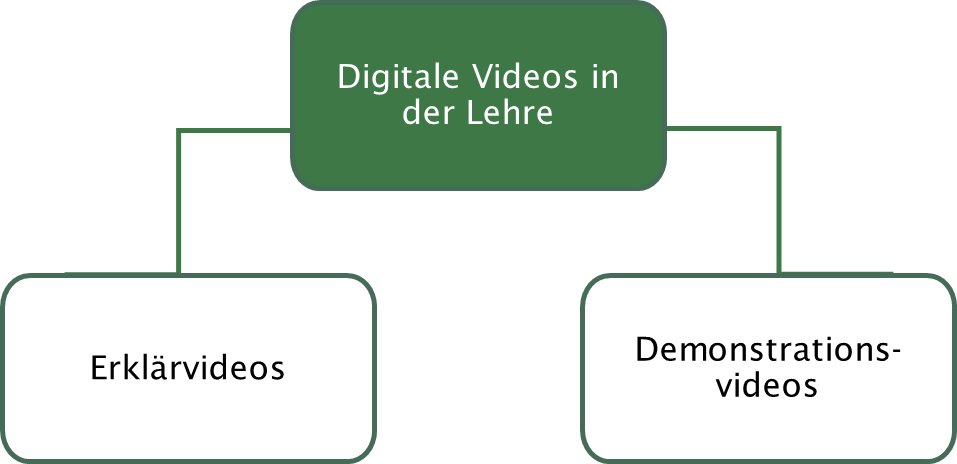 Digitale Videos in
der Lehre
Erklärvideos
Demonstrations-
videos